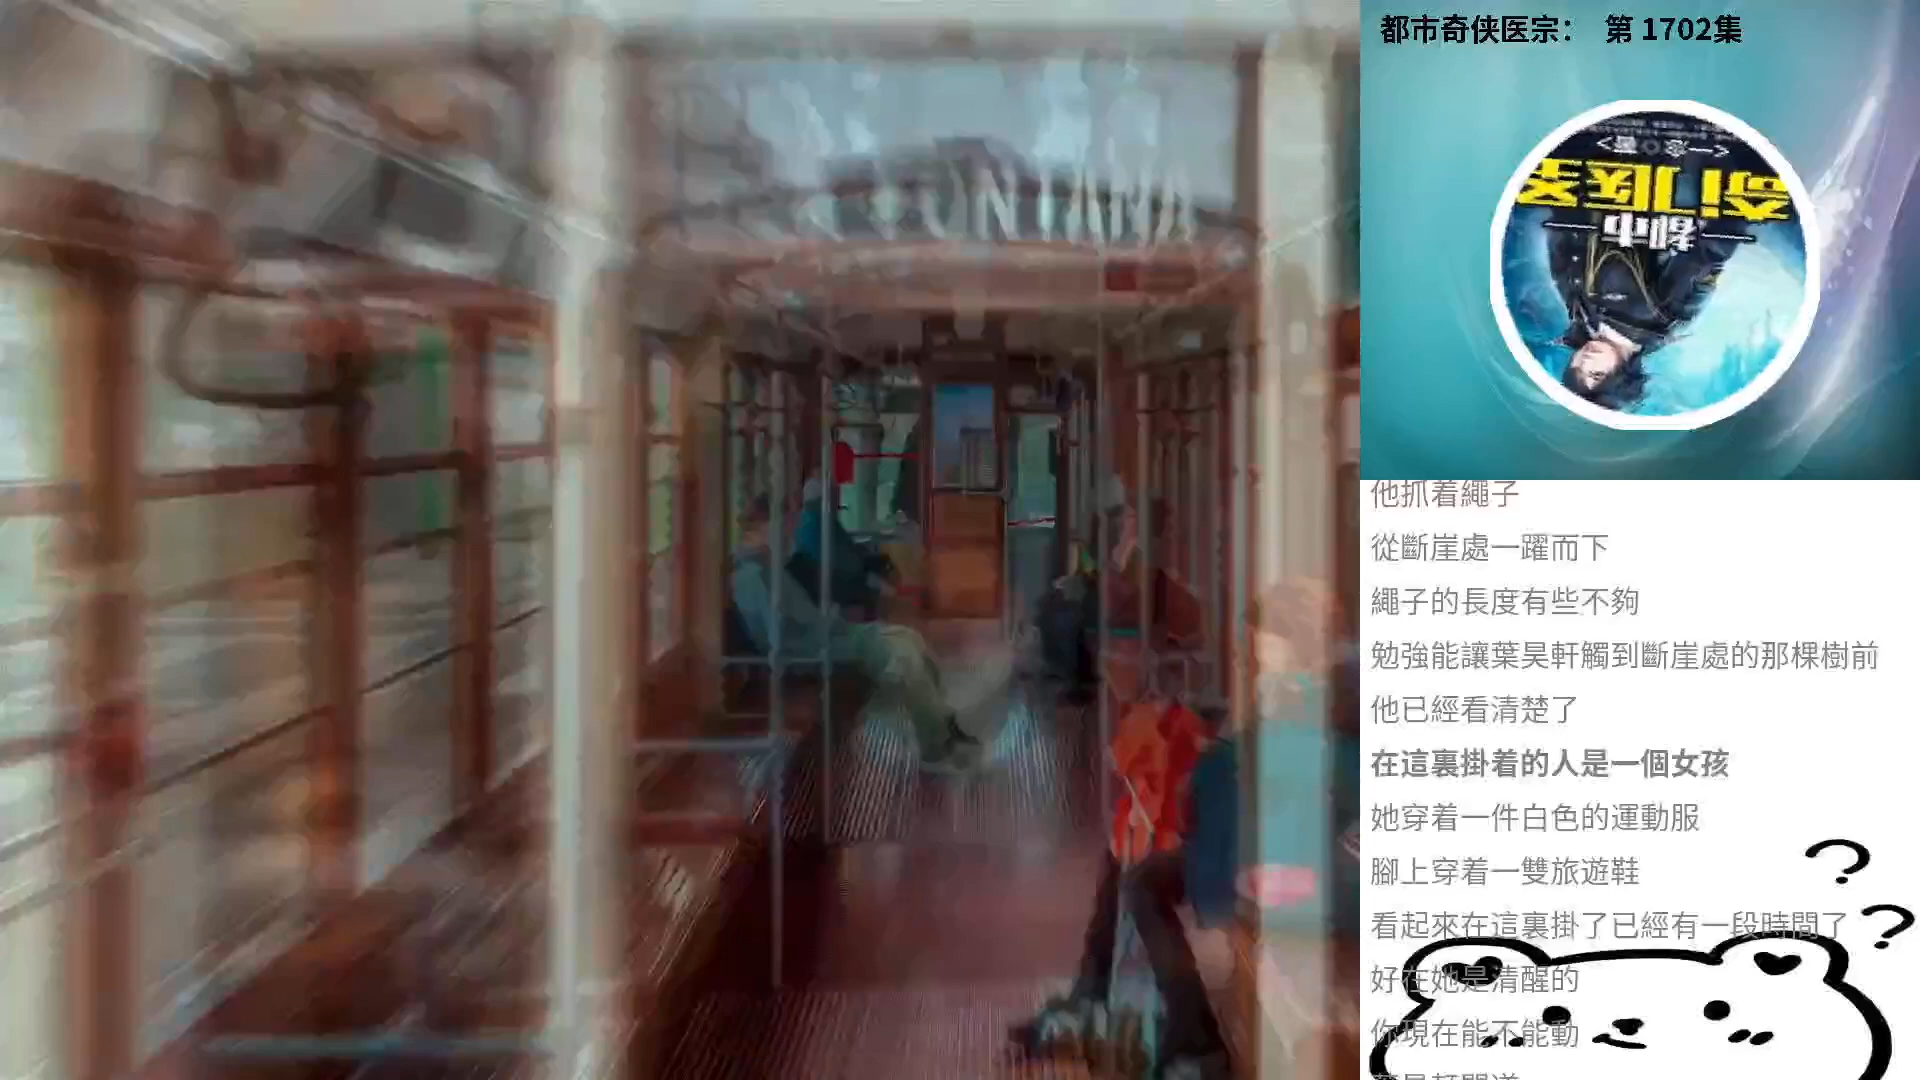 都市奇侠医宗： 第 1702集
都市
他抓着繩子
從斷崖處一躍而下
繩子的長度有些不夠
勉強能讓葉昊軒觸到斷崖處的那棵樹前
他已經看清楚了
在這裏掛着的人是一個女孩
她穿着一件白色的運動服
腳上穿着一雙旅遊鞋
看起來在這裏掛了已經有一段時間了
好在她是清醒的
你現在能不能動
? ?